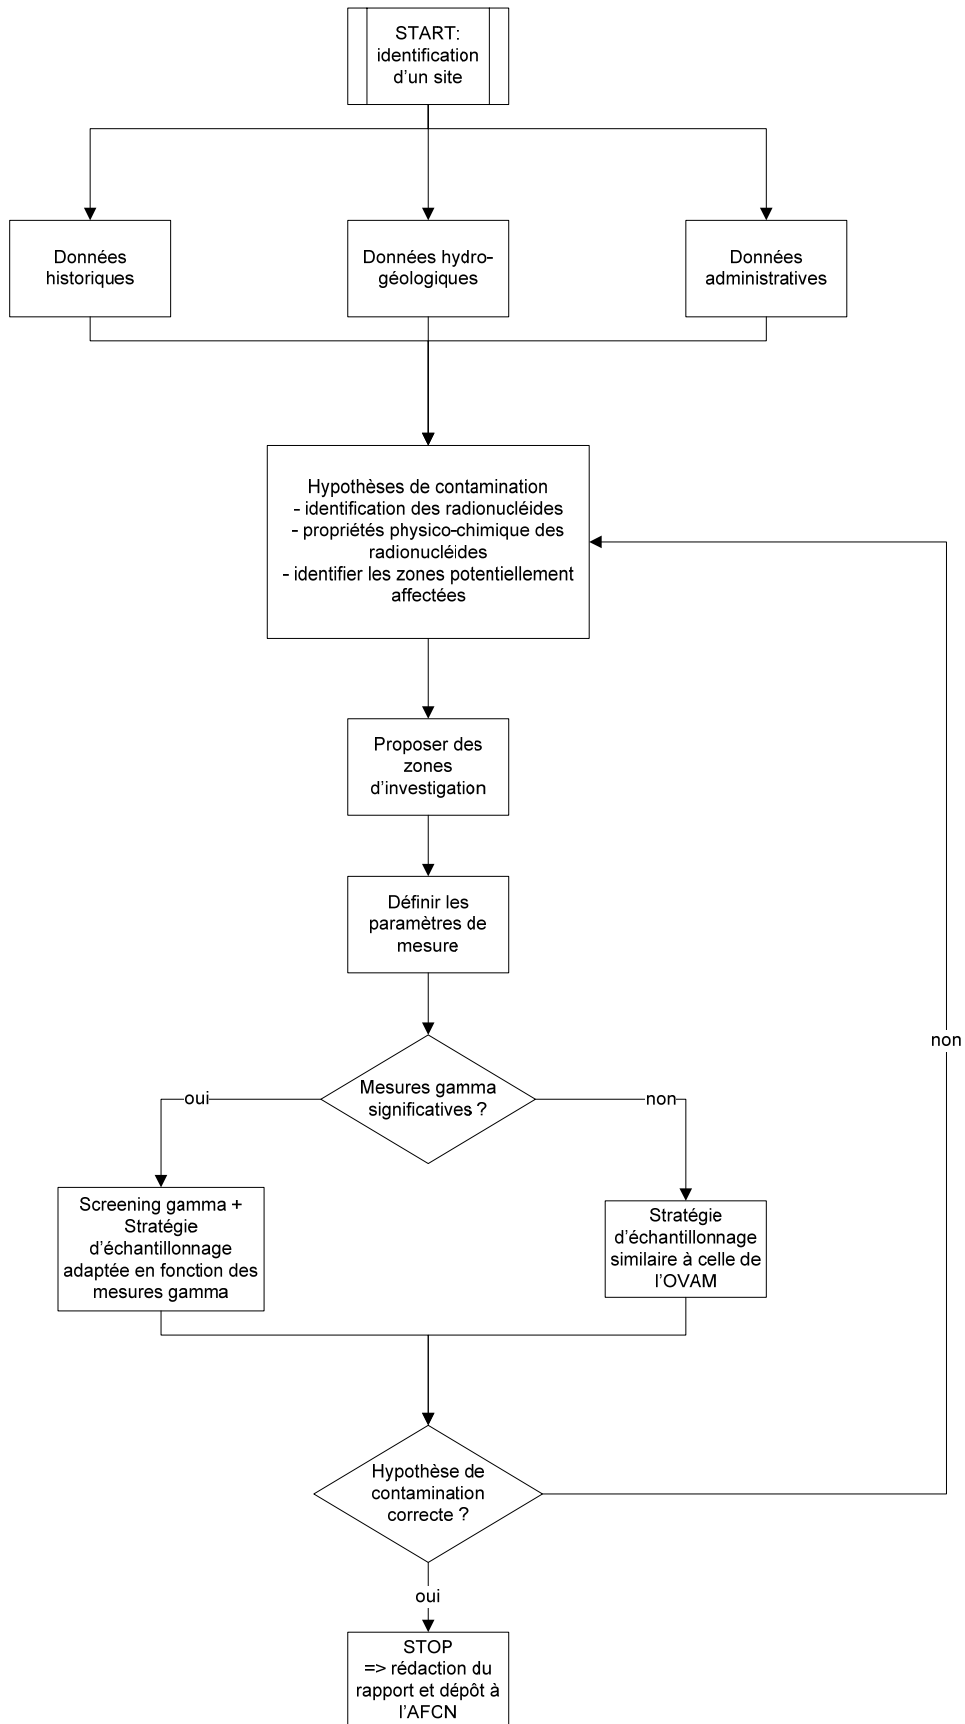 START:
identification
d'un site
Données
historiques
Données hydro-
géologiques
Données
administratives
Hypothèses de contamination
- identification des radionucléides
- propriétés physico-chimique des
radionucléides
- identifier les zones potentiellement
affectées
Proposer des
zones
d'investigation
Définir les
paramètres de
mesure
non
Mesures gamma
significatives ?
oui
non
Screening gamma +
Stratégie
d'échantillonnage
adaptée en fonction des
mesures gamma
Stratégie
d'échantillonnage
similaire à celle de
l'OVAM
Hypothèse de
contamination
correcte ?
oui
STOP
=> rédaction du
rapport et dépôt à
l'AFCN